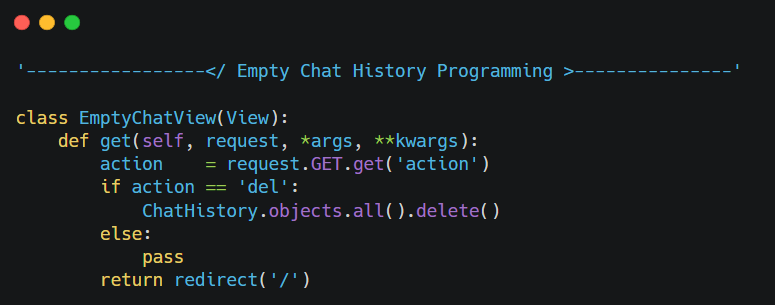 '-----------------</ Empty Chat History Programming >---------------'
class EmptyChatView(View):
    def get(self, request, *args, **kwargs):
        action    = request.GET.get('action')
        if action == 'del':
            ChatHistory.objects.all().delete()
        else:
            pass
        return redirect('/')